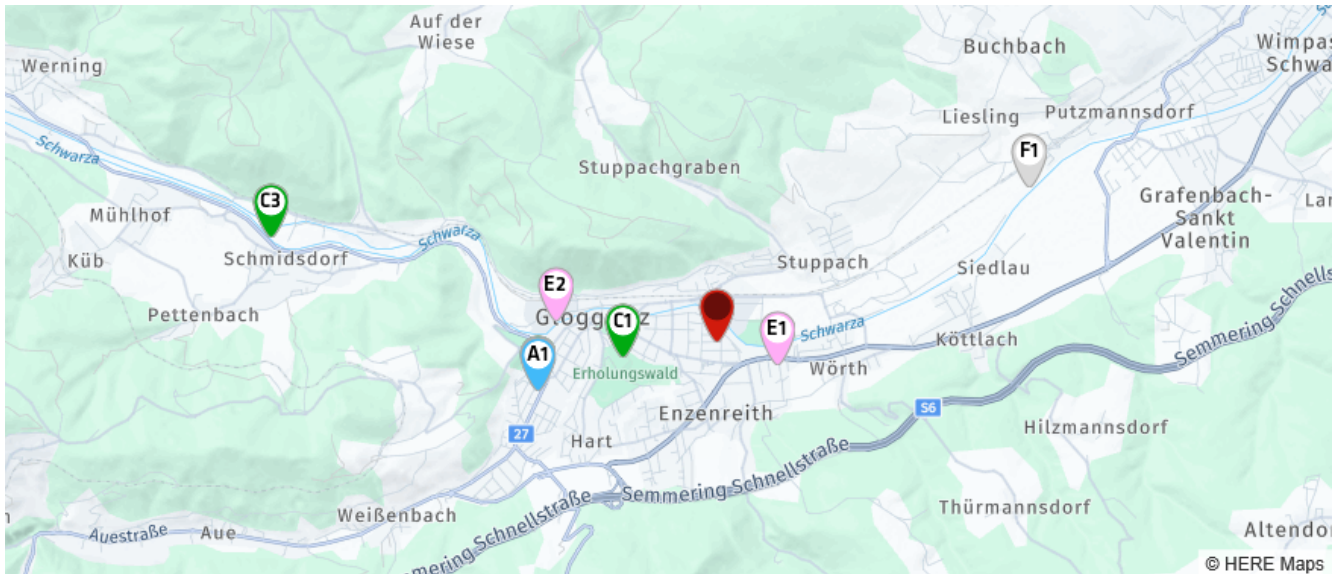 Auf der
Wiese
Buchbach
Wimpas
Schwa
Werning
Liesling
Putzmannsdorf
Schwarza
Stuppachgraben
F1
C3
Mühlhof
Grafenbach-
Sankt
Valentin
Lar
Schwarza
Küb
Schmidsdorf
Stuppach
Siedlau
E2
Pettenbach
C1
E1
Schwarza
Köttlach
Semmering Schnellst
A1
Erholungswald
Wörth
Enzenreith
S6
27
Hart
Hilzmannsdorf
Semmering Schnellstraße
Semmering Schnellstraße
Weißenbach
Thürmannsdorf
Auestraße
Aue
Altendor
© HERE Maps